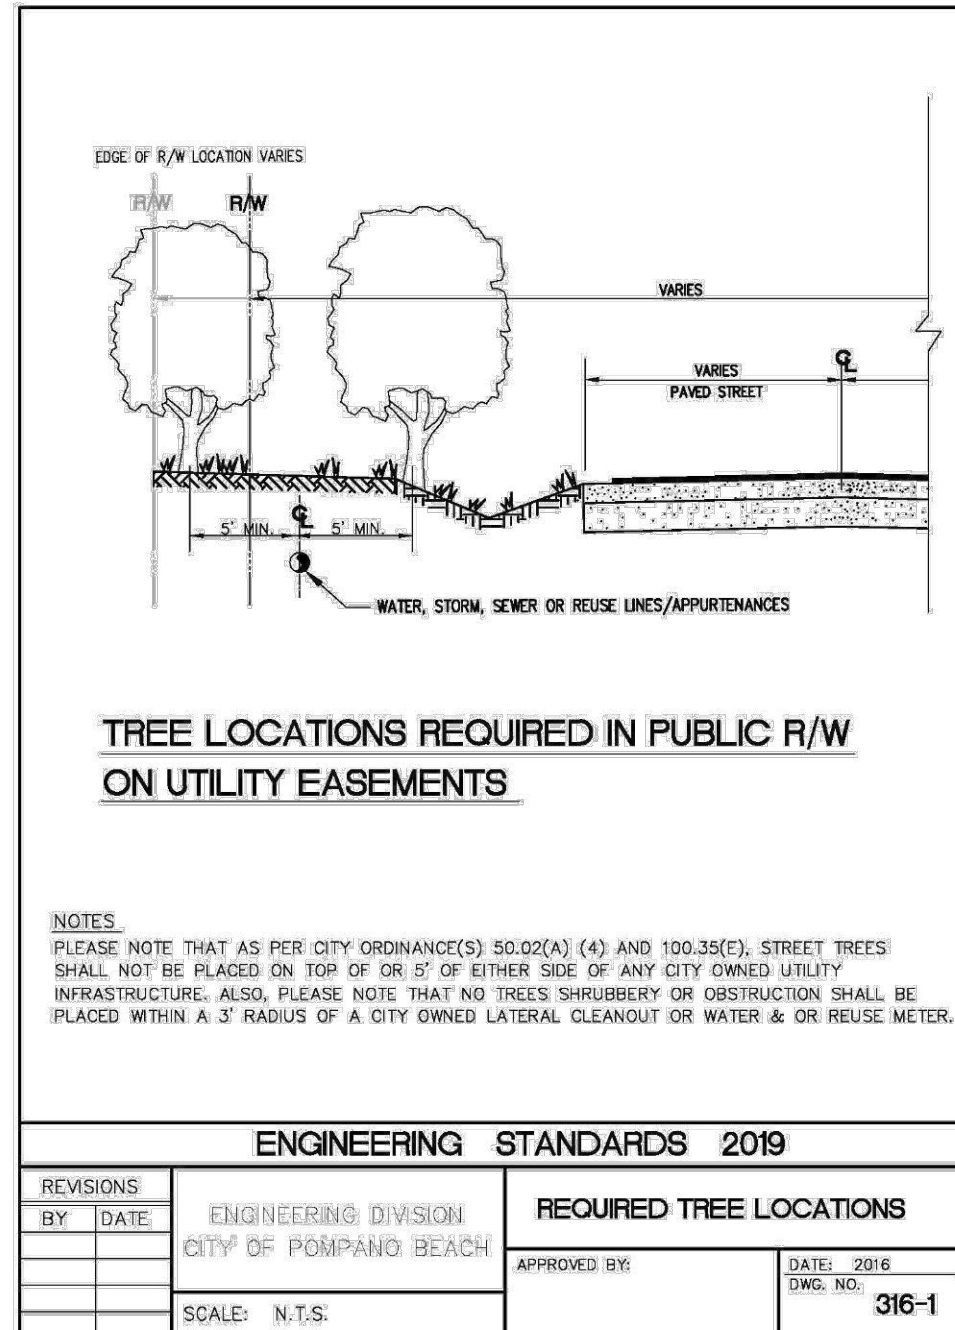 EDGE OF R/W LOCATION VARIES
R/W R/W
VARIES
VARIES
℄
PAVED STREET
℄
5' MIN. 5' MIN.
WATER, STORM, SEWER OR REUSE LINES/APPURTENANCES
TREE LOCATIONS REQUIRED IN PUBLIC R/W
ON UTILITY EASEMENTS
NOTES
PLEASE NOTE THAT AS PER CITY ORDINANCE(S) 50.02(A) (4) AND 100.35(E), STREET TREES
SHALL NOT BE PLACED ON TOP OF OR 5' OF EITHER SIDE OF ANY CITY OWNED UTILITY
INFRASTRUCTURE. ALSO, PLEASE NOTE THAT NO TREES SHRUBBERY OR OBSTRUCTION SHALL BE
PLACED WITHIN A 3' RADIUS OF A CITY OWNED LATERAL CLEANOUT OR WATER & OR REUSE METER.
ENGINEERING STANDARDS 2019
REVISIONS
BY DATE
ENGINEERING DIVISION
CITY OF POMPANO BEACH
SCALE: N.T.S.
REQUIRED TREE LOCATIONS
APPROVED BY:
DATE: 2016
DWG. NO.
316-1